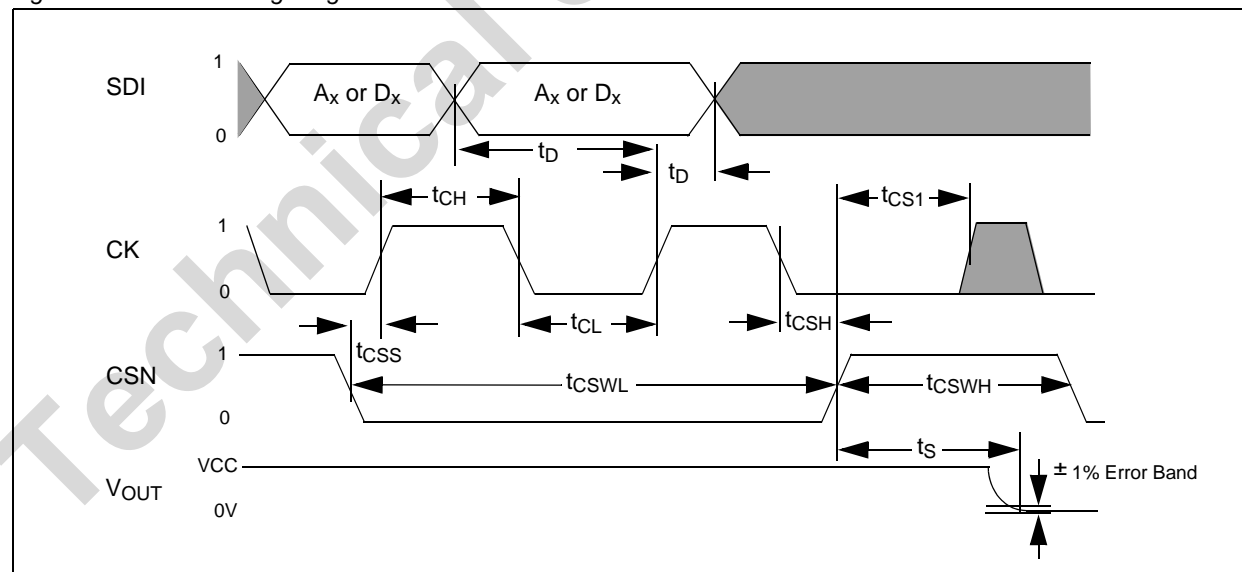 SDI
1
0
Ax or Dx
Ax or Dx
tD
tD
CK
1
0
tCH
tCL
tCSH
tCS1
tCSS
CSN
1
0
tCSWL
tCSWH
VOUT
VCC
0V
tS
± 1% Error Band
Technical